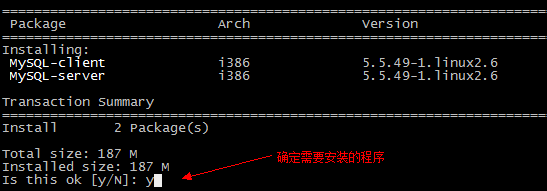 Package Arch Version
Installing:
MySQL-client i386 5.5.49-1.linux2.6
MySQL-server i386 5.5.49-1.linux2.6
Transaction Summary
Install 2 Package(s)
Total size: 187 M
Installed size: 187 M
确定需要安装的程序
Is this ok [y/N]: y